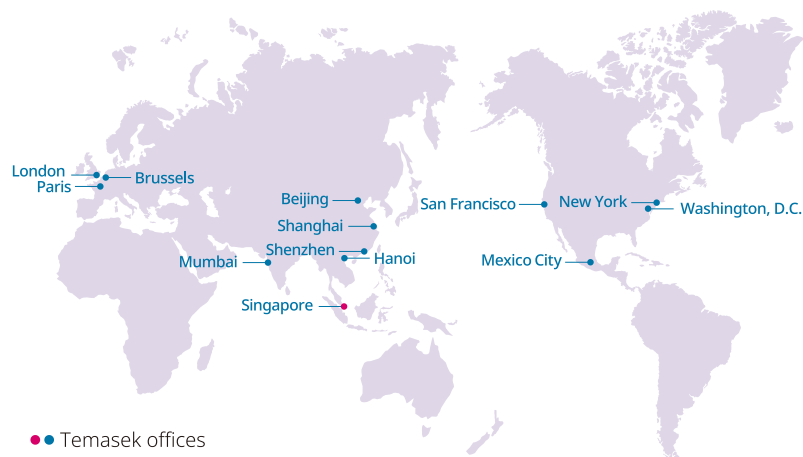 London
Paris
Brussels
Beijing
Shanghai
Shenzhen
Hanoi
Mumbai
Singapore
San Francisco
New York
Washington, D.C.
Mexico City
Temasek offices